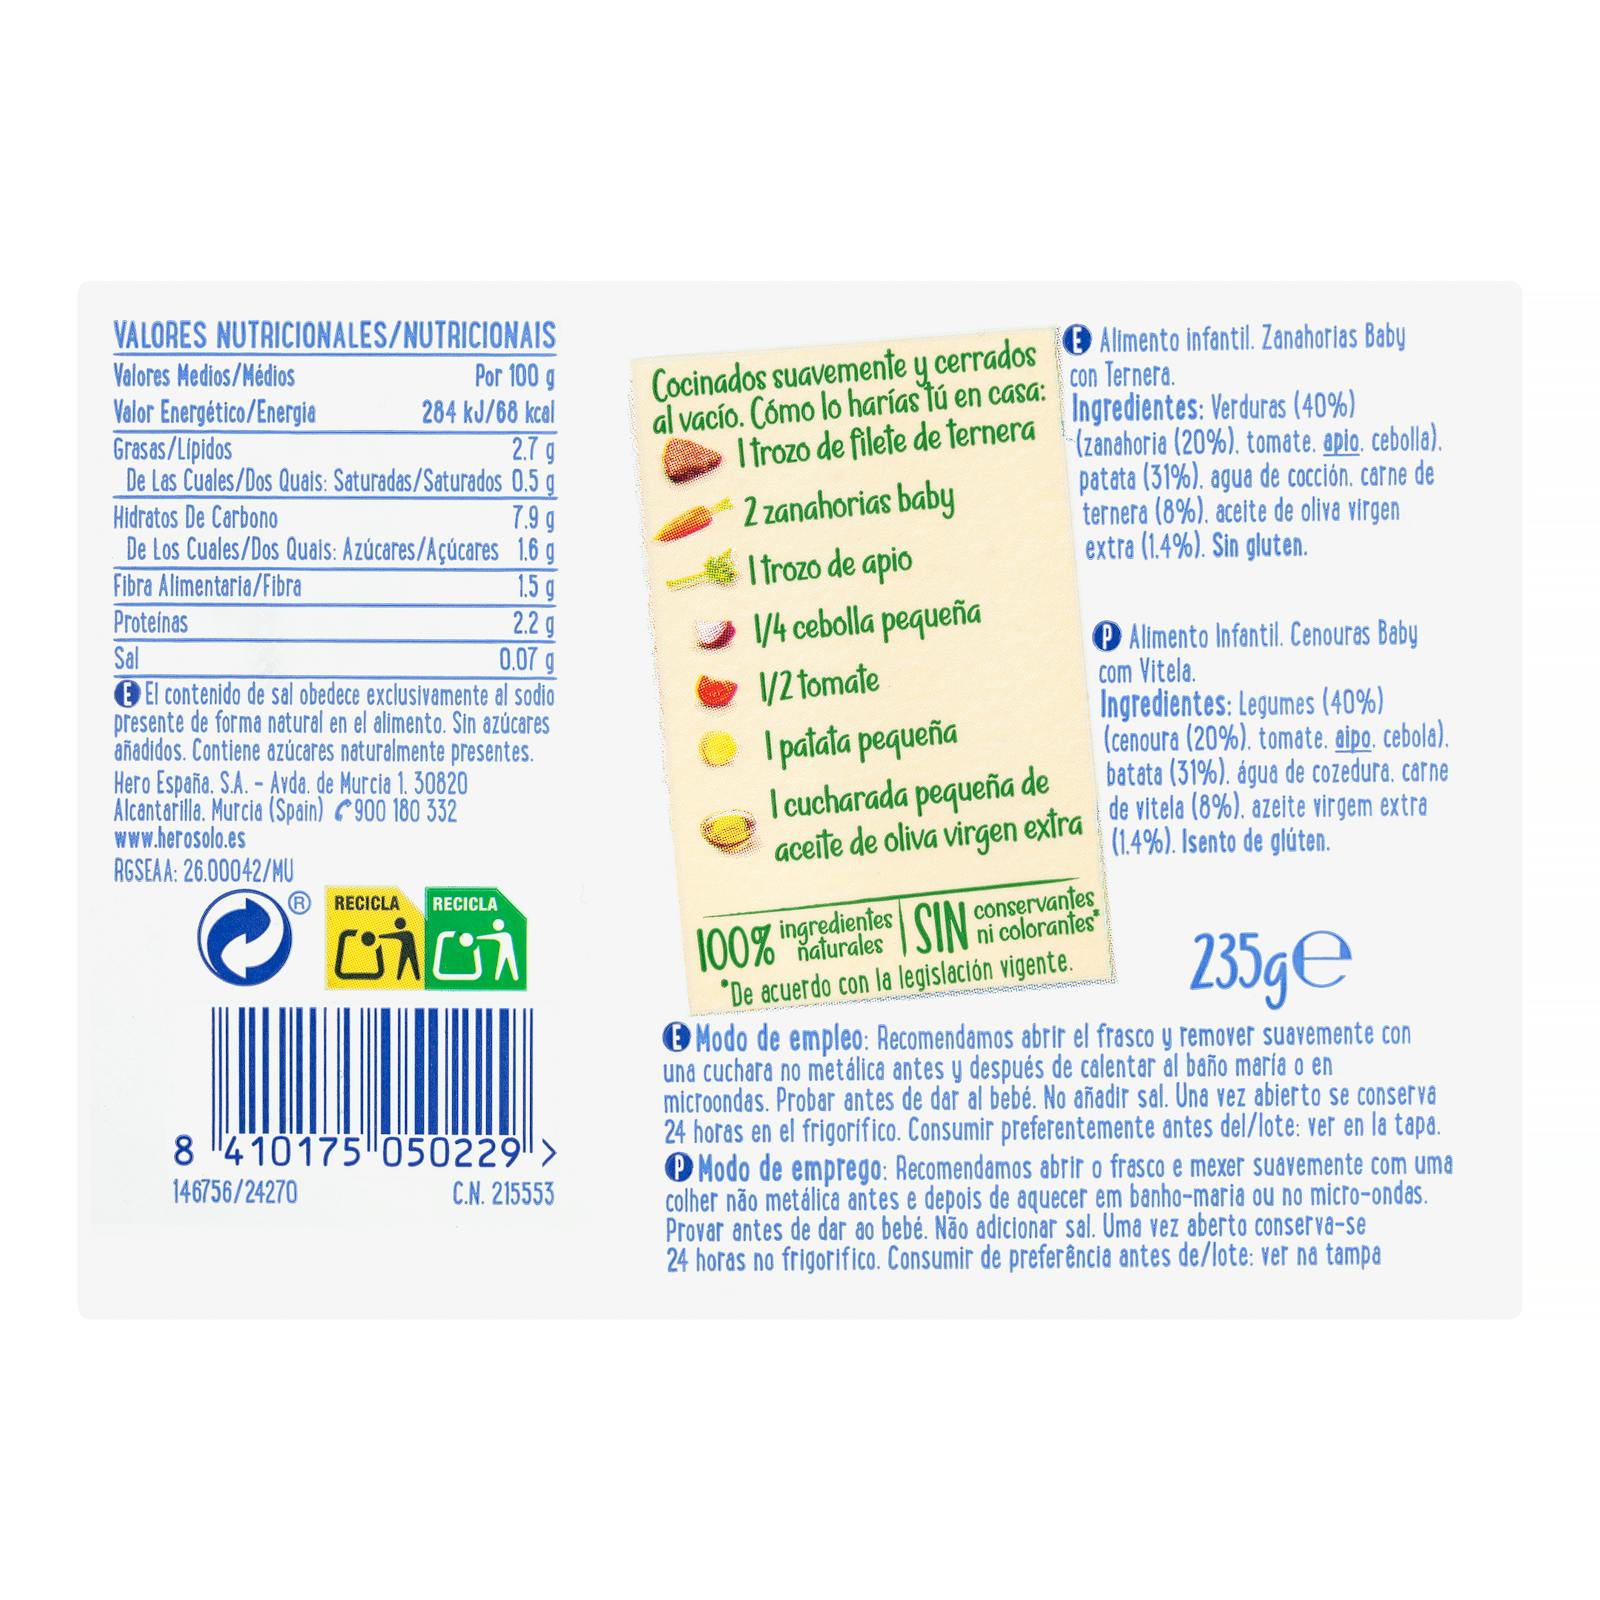 VALORES NUTRICIONALES/NUTRICIONAIS
Valores Medios/Médios Por 100 g
Valor Energético/Energia 284 kJ/68 kcal
Grasas/Lípidos 2.7 g
De Las Cuales/Dos Quais: Saturadas/Saturados 0.5 g
Hidratos De Carbono 7.9 g
De Los Cuales/Dos Quais: Azúcares/Açúcares 1.6 g
Fibra Alimentaria/Fibra 1.5 g
Proteínas 2.2 g
Sal 0.07 g
E El contenido de sal obedece exclusivamente al sodio
presente de forma natural en el alimento. Sin azúcares
añadidos. Contiene azúcares naturalmente presentes.
Hero España, S.A. – Avda. de Murcia 1. 30820
Alcantarilla. Murcia (Spain) 900 180 332
www.herosolo.es
RGSEAA: 26.00042/MU
®
RECICLA
RECICLA
8 410175 050229 >
146756/24270 C.N. 215553
Cocinados suavemente y cerrados
al vacío. Cómo lo harías tú en casa:
1 trozo de filete de ternera
2 zanahorias baby
1 trozo de apio
1/4 cebolla pequeña
1/2 tomate
1 patata pequeña
1 cucharada pequeña de
aceite de oliva virgen extra
100% ingredientes naturales
SIN conservantes ni colorantes*
*De acuerdo con la legislación vigente.
E Alimento infantil. Zanahorias Baby
con Ternera.
Ingredientes: Verduras (40%)
(zanahoria (20%). tomate. apio. cebolla).
patata (31%). agua de cocción. carne de
ternera (8%). aceite de oliva virgen
extra (1.4%). Sin gluten.
P Alimento Infantil. Cenouras Baby
com Vitela.
Ingredientes: Legumes (40%)
(cenoura (20%). tomate. aipo. cebola).
batata (31%). água de cozedura. carne
de vitela (8%). azeite virgem extra
(1.4%). Isento de glúten.
235g e
E Modo de empleo: Recomendamos abrir el frasco y remover suavemente con
una cuchara no metálica antes y después de calentar al baño maría o en
microondas. Probar antes de dar al bebé. No añadir sal. Una vez abierto se conserva
24 horas en el frigorífico. Consumir preferentemente antes del/lote: ver en la tapa.
P Modo de emprego: Recomendamos abrir o frasco e mexer suavemente com uma
colher não metálica antes e depois de aquecer em banho-maria ou no micro-ondas.
Provar antes de dar ao bebé. Não adicionar sal. Uma vez aberto conserva-se
24 horas no frigorifico. Consumir de preferência antes de/lote: ver na tampa